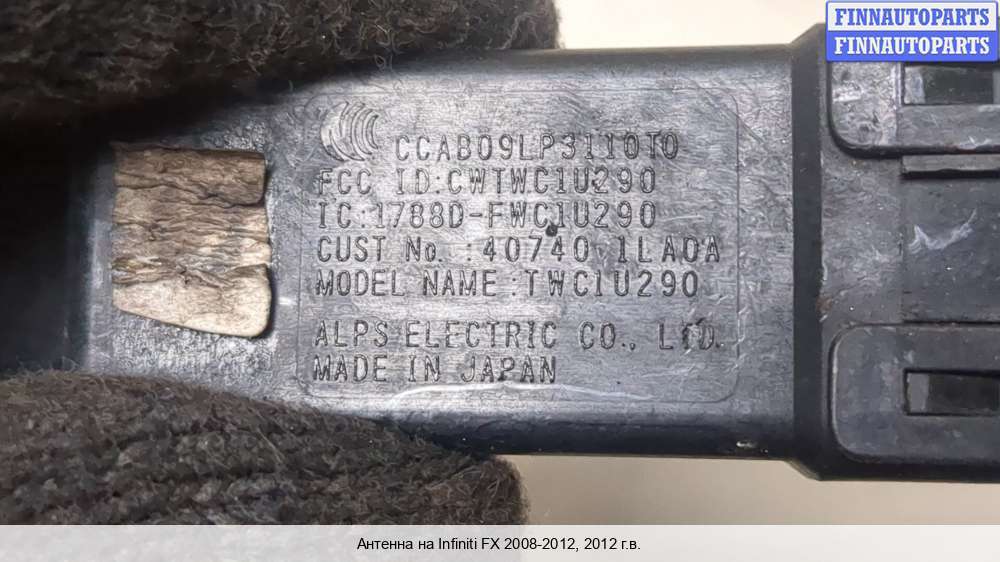 FINNAUTOPARTS
FINNAUTOPARTS
CCAB09LP3110T0
FCC ID:CWTWC1U290
IC:1788D-FWC1U290
CUST No. :40740 1LA0A
MODEL NAME:TWC1U290
ALPS ELECTRIC CO., LTD.
MADE IN JAPAN
Антенна на Infiniti FX 2008-2012, 2012 г.в.